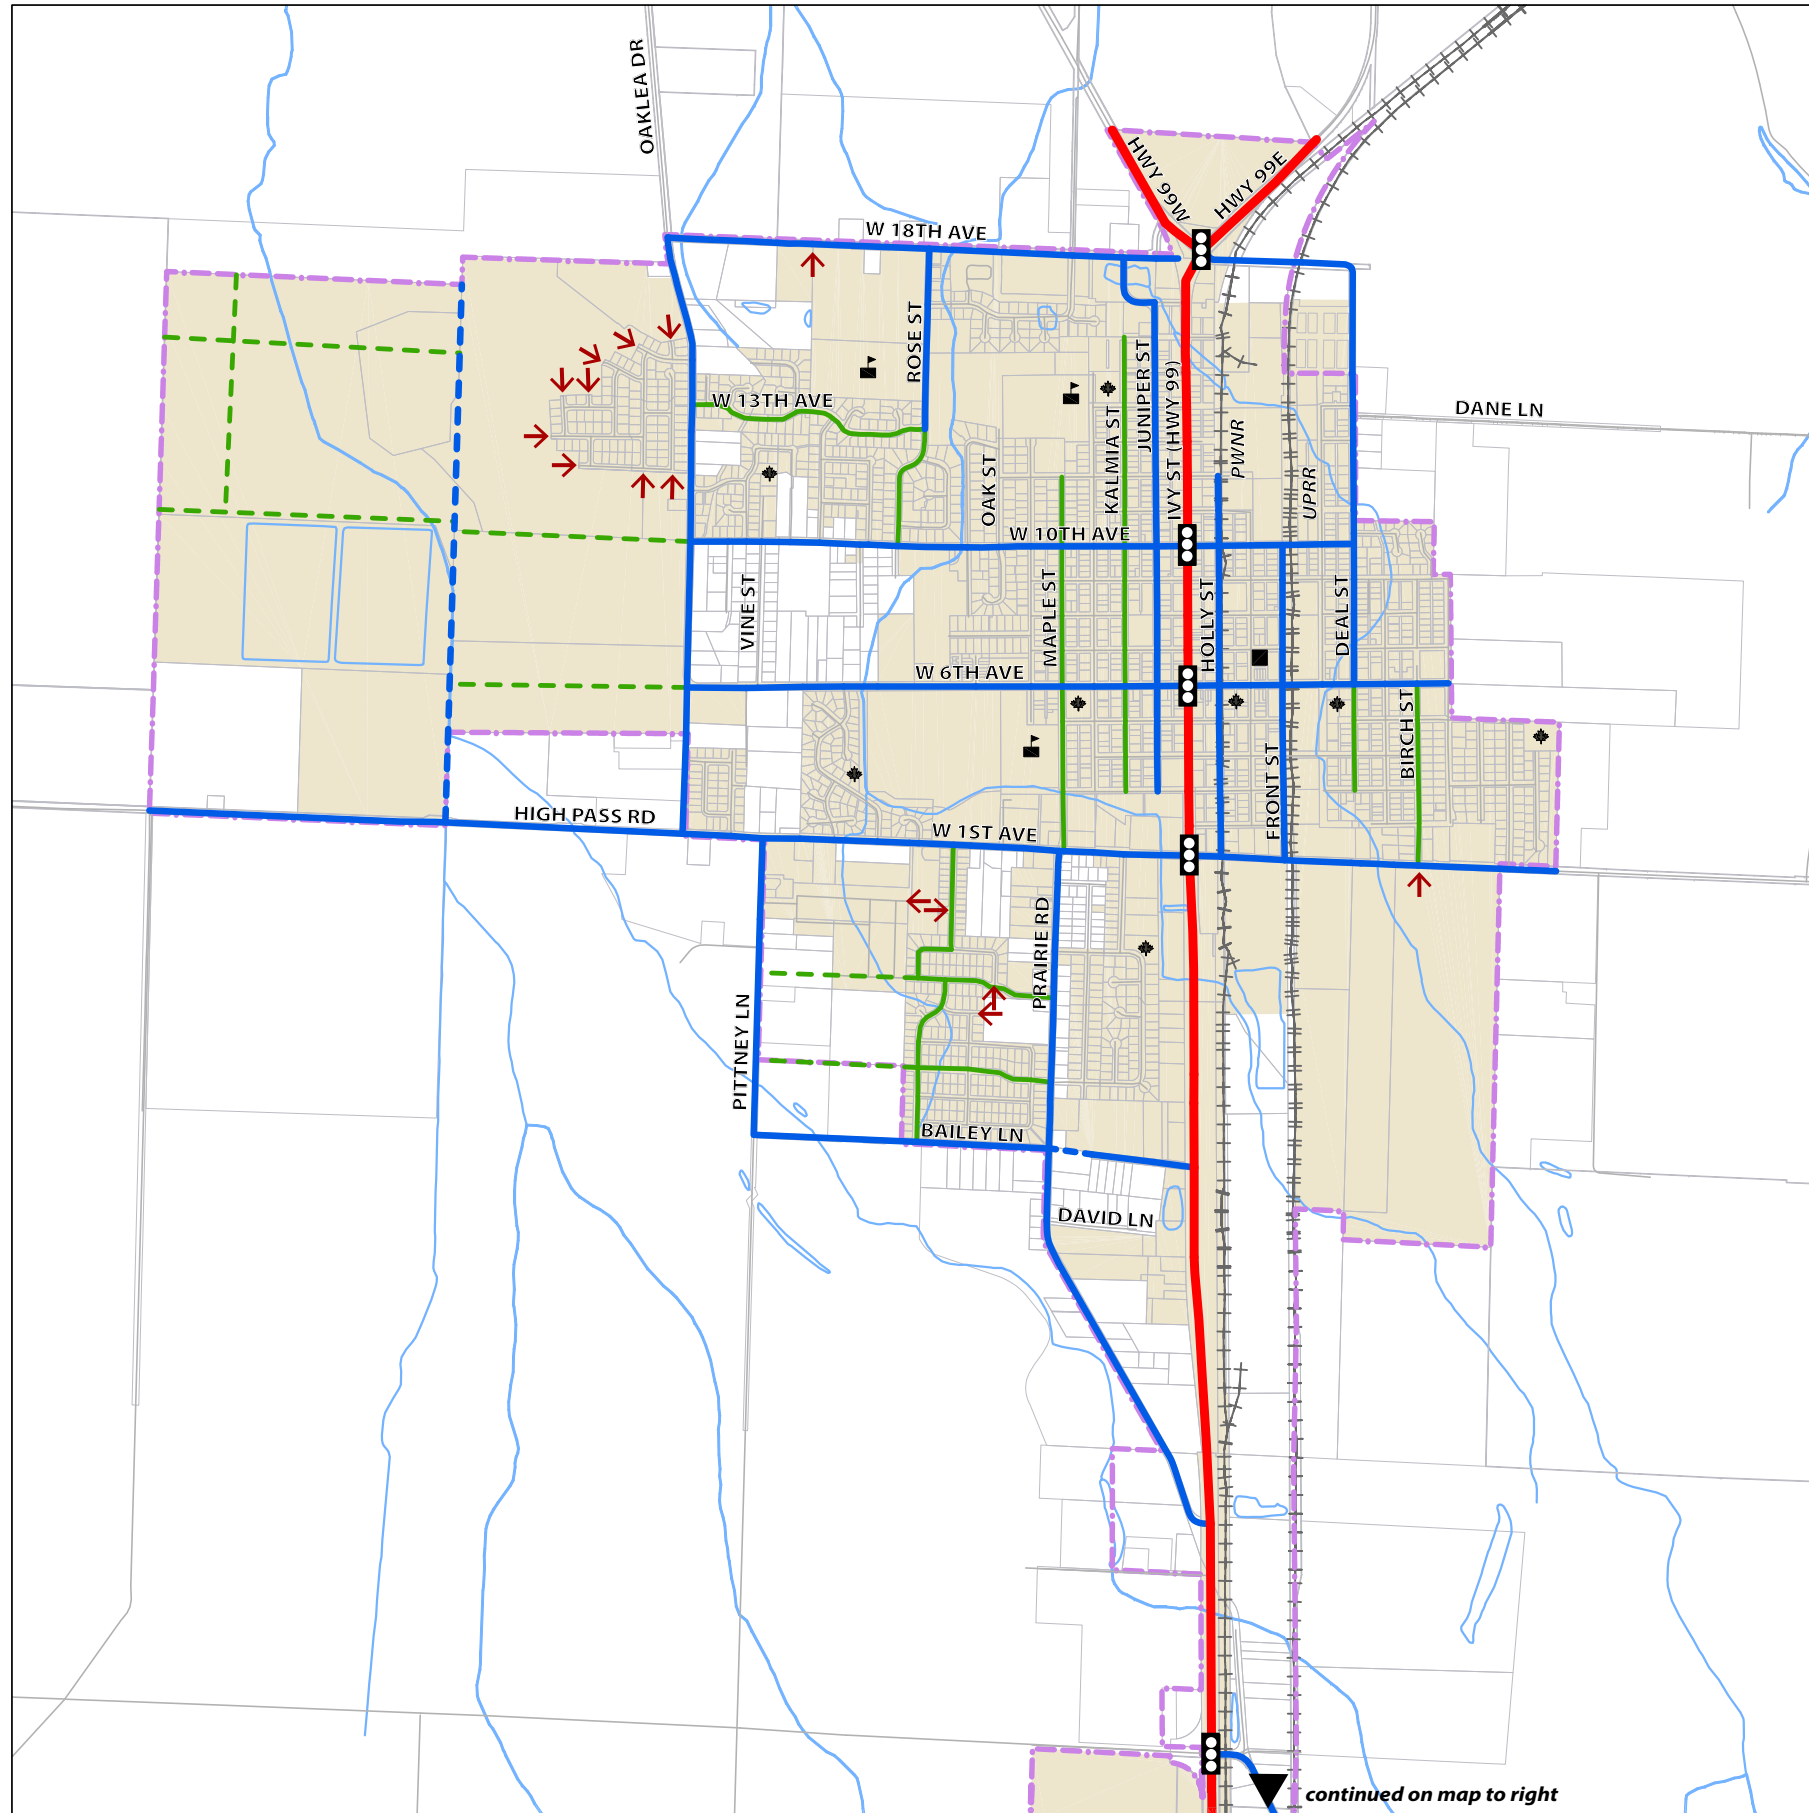 OAKLEA DR
HWY 99W
HWY 99E
W 18TH AVE
ROSE ST
W 13TH AVE
JUNIPER ST
KALMIA ST
IVY ST (HWY 99)
PWNR
UPRR
DANE LN
OAK ST
W 10TH AVE
VINE ST
MAPLE ST
HOLLY ST
DEAL ST
W 6TH AVE
BIRCH ST
FRONT ST
HIGH PASS RD
W 1ST AVE
PRAIRIE RD
PITTNEY LN
BAILEY LN
DAVID LN
continued on map to right